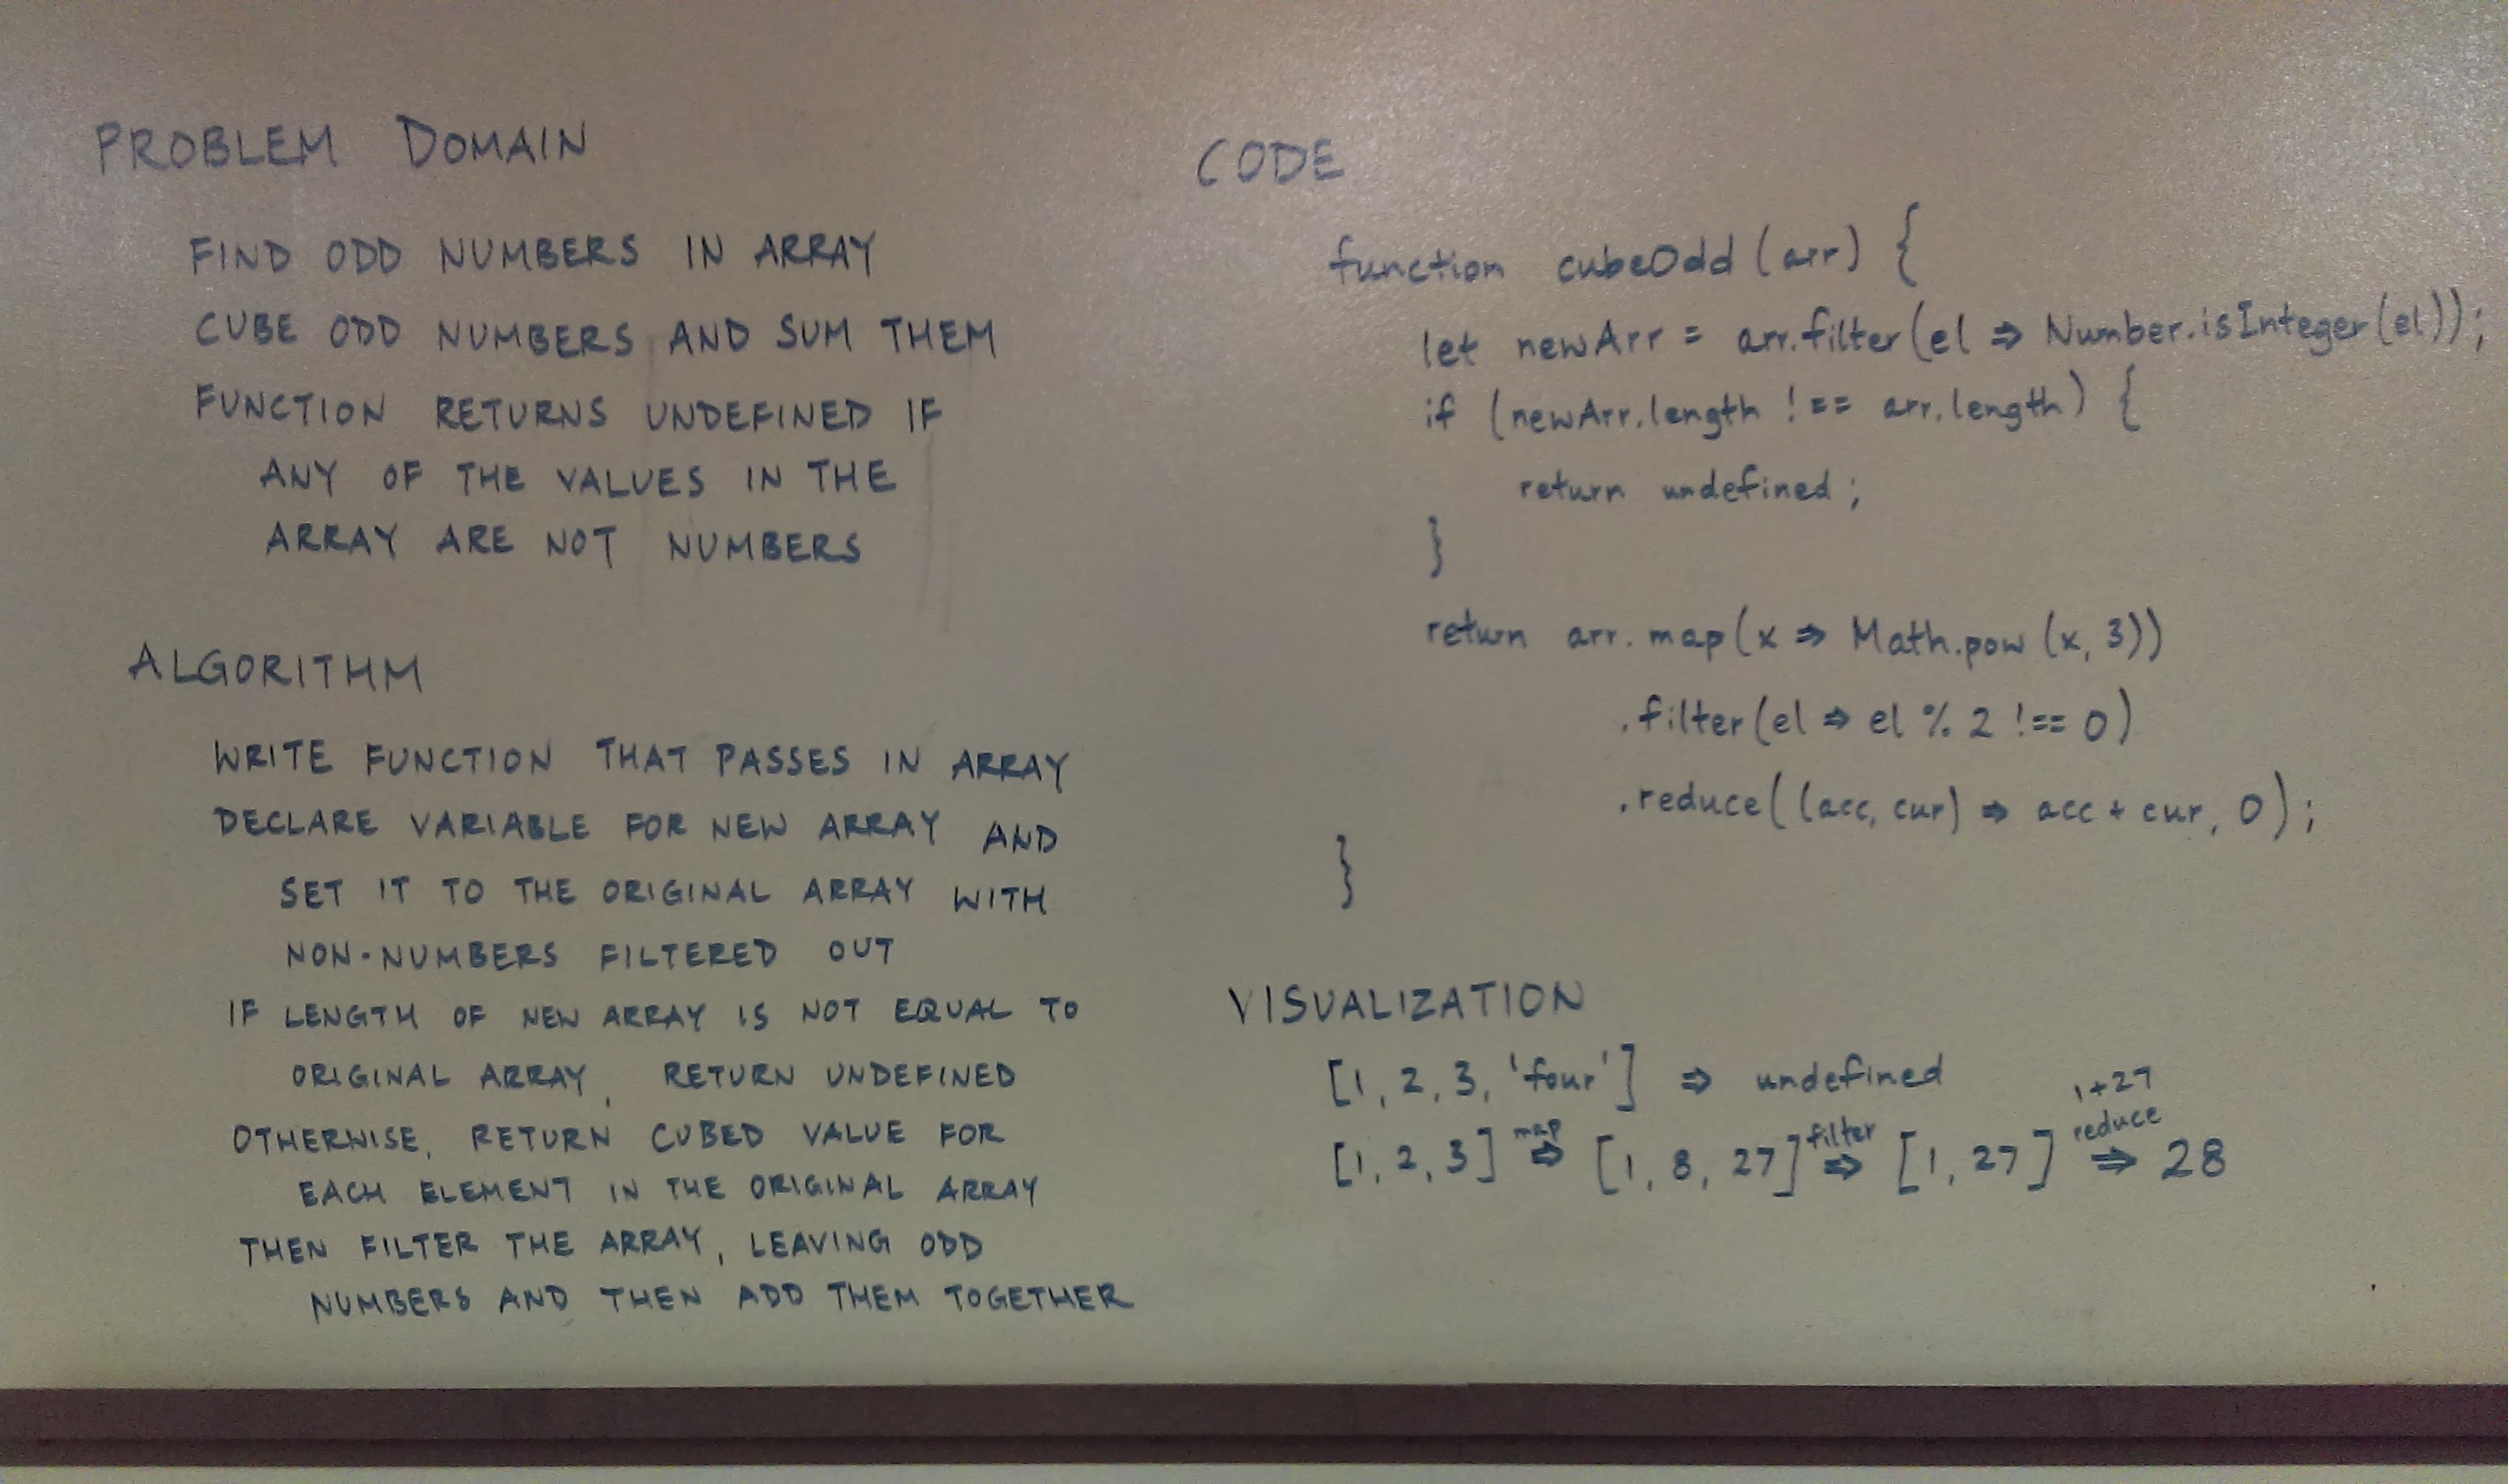 PROBLEM DOMAIN
FIND ODD NUMBERS IN ARRAY
CUBE ODD NUMBERS AND SUM THEM
FUNCTION RETURNS UNDEFINED IF
ANY OF THE VALUES IN THE
ARRAY ARE NOT NUMBERS
ALGORITHM
WRITE FUNCTION THAT PASSES IN ARRAY
DECLARE VARIABLE FOR NEW ARRAY AND
SET IT TO THE ORIGINAL ARRAY WITH
NON-NUMBERS FILTERED OUT
IF LENGTH OF NEW ARRAY IS NOT EQUAL TO
ORIGINAL ARRAY, RETURN UNDEFINED
OTHERWISE, RETURN CUBED VALUE FOR
EACH ELEMENT IN THE ORIGINAL ARRAY
THEN FILTER THE ARRAY, LEAVING ODD
NUMBERS AND THEN ADD THEM TOGETHER
CODE
function cubeOdd (arr) {
let newArr = arr.filter(el => Number.isInteger(el));
if (newArr.length !== arr.length) {
return undefined;
}
return arr.map(x => Math.pow(x, 3))
.filter(el => el % 2 !== 0)
.reduce((acc, cur) => acc + cur, 0);
}
VISUALIZATION
[1, 2, 3, 'four'] => undefined
1+27
map filter reduce
[1, 2, 3] => [1, 8, 27] => [1, 27] => 28